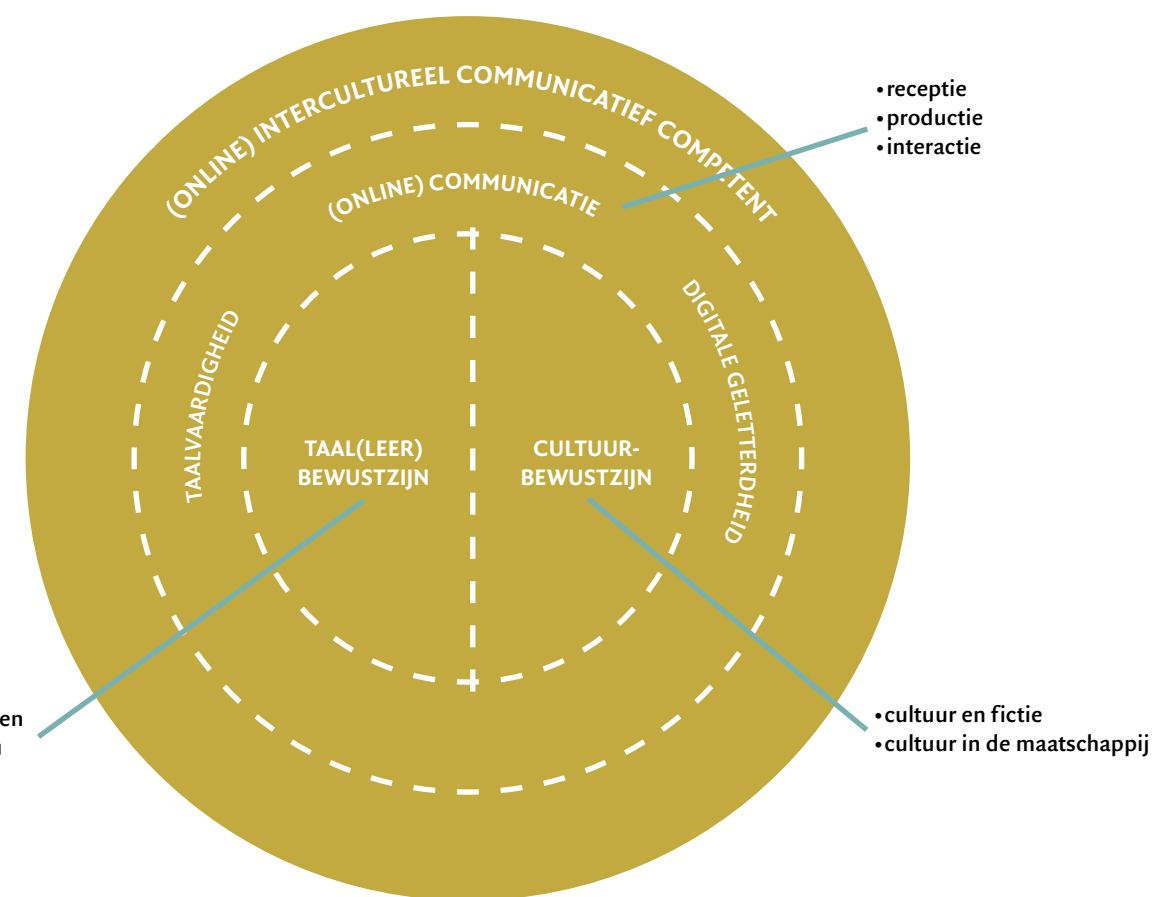 (ONLINE) INTERCULTUREEL COMMUNICATIEF COMPETENT
(ONLINE) COMMUNICATIE
•receptie
•productie
•interactie
TAALVAARDIGHEID
DIGITALE GELETTERDHEID
TAAL(LEER)
BEWUSTZIJN
CULTUUR-
BEWUSTZIJN
en
•cultuur en fictie
•cultuur in de maatschappij